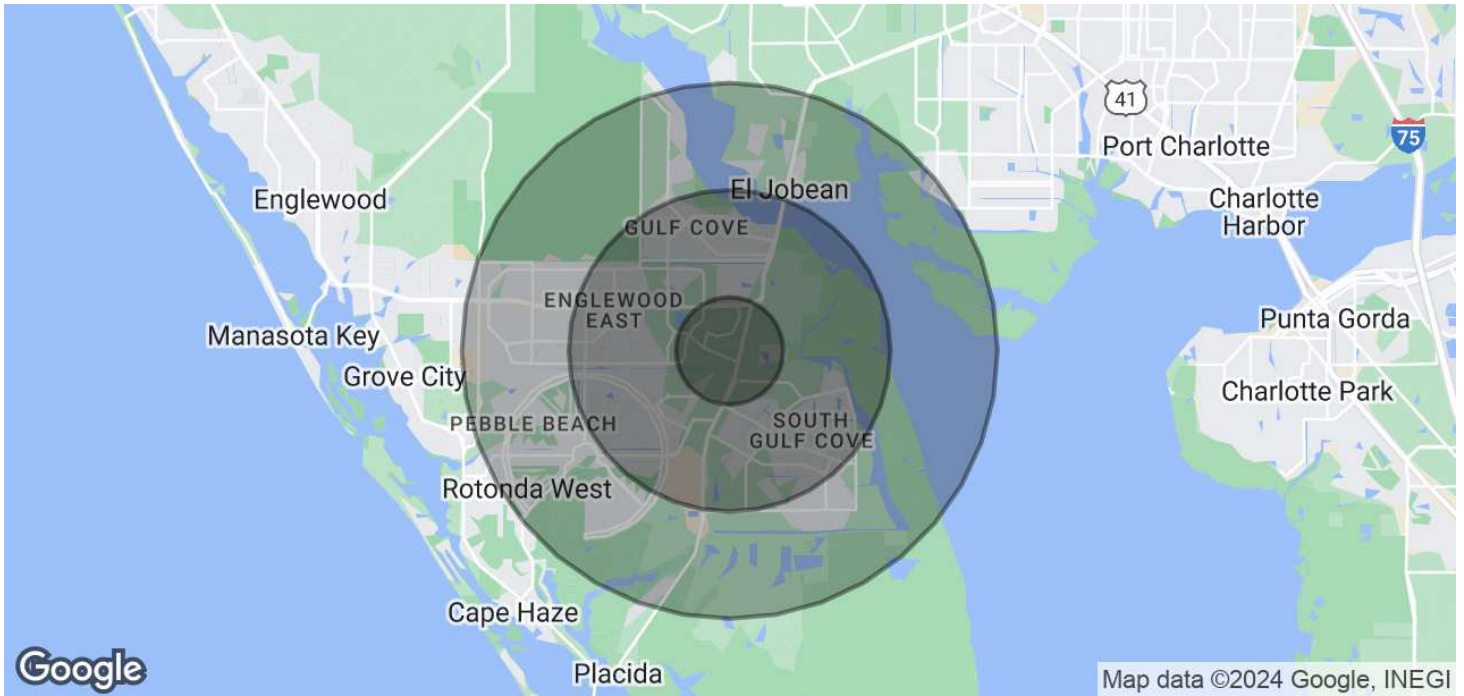 41
Port Charlotte
75
El Jobean
Englewood
Charlotte
Harbor
GULF COVE
ENGLEWOOD
EAST
Manasota Key
Punta Gorda
Grove City
Charlotte Park
PEBBLE BEACH
SOUTH
GULF COVE
Rotonda West
Cape Haze
Placida
Google
Map data ©2024 Google, INEGI